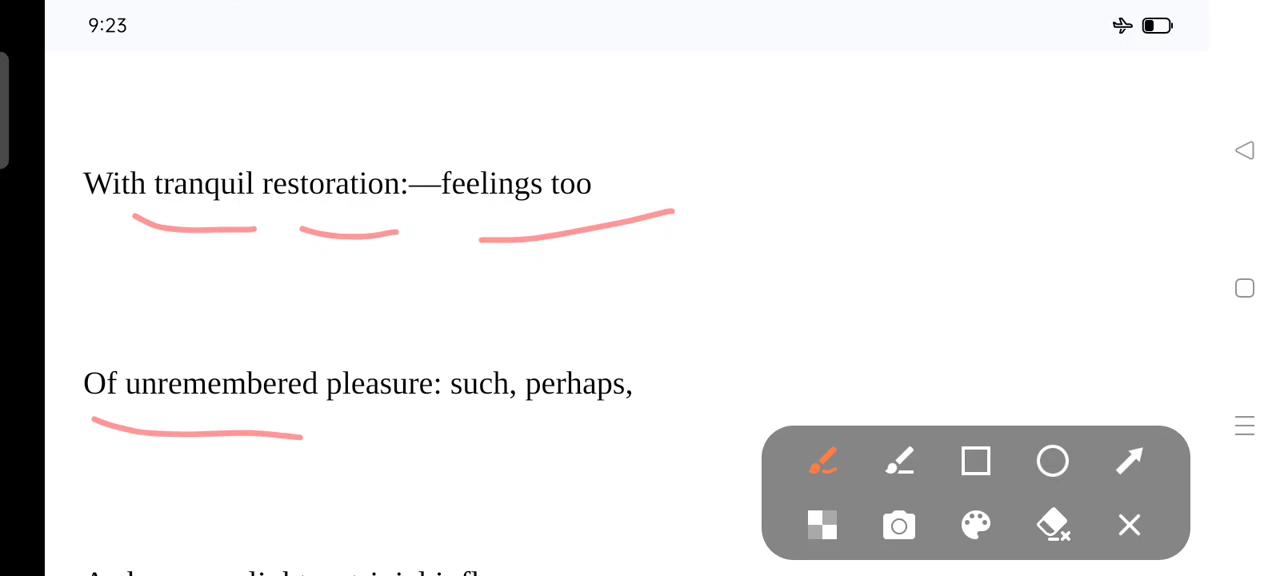 9:23
With tranquil restoration:—feelings too
Of unremembered pleasure: such, perhaps,